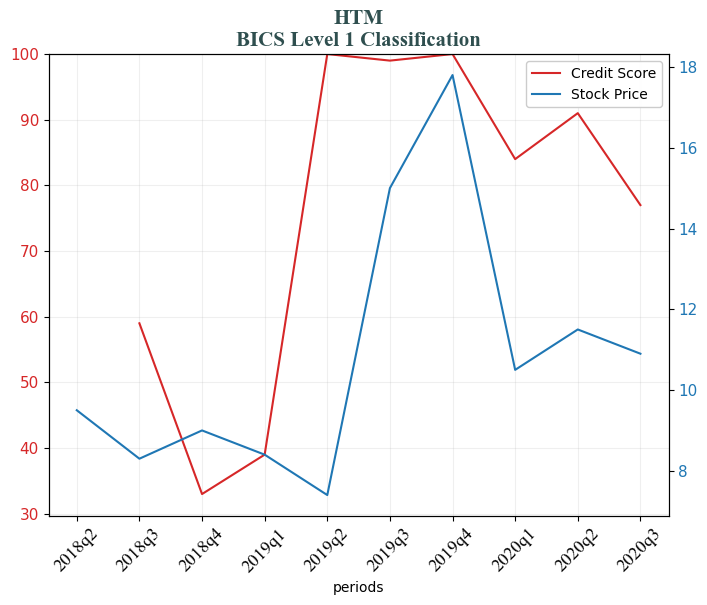 HTM
BICS Level 1 Classification
100
90
80
70
60
50
40
30
18
16
14
12
10
8
Credit Score
Stock Price
2018q2
2018q3
2018q4
2019q1
2019q2
2019q3
2019q4
2020q1
2020q2
2020q3
periods